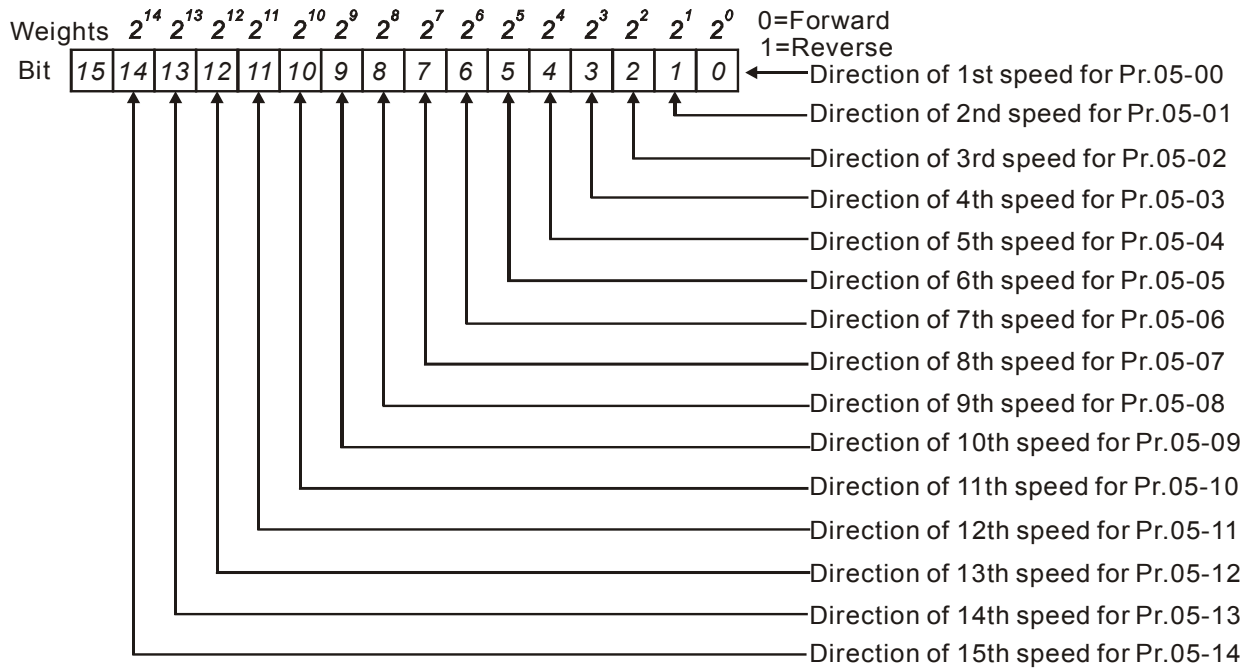 Weights 2^14 2^13 2^12 2^11 2^10 2^9 2^8 2^7 2^6 2^5 2^4 2^3 2^2 2^1 2^0 0=Forward
1=Reverse
Bit 15 14 13 12 11 10 9 8 7 6 5 4 3 2 1 0 Direction of 1st speed for Pr.05-00
Direction of 2nd speed for Pr.05-01
Direction of 3rd speed for Pr.05-02
Direction of 4th speed for Pr.05-03
Direction of 5th speed for Pr.05-04
Direction of 6th speed for Pr.05-05
Direction of 7th speed for Pr.05-06
Direction of 8th speed for Pr.05-07
Direction of 9th speed for Pr.05-08
Direction of 10th speed for Pr.05-09
Direction of 11th speed for Pr.05-10
Direction of 12th speed for Pr.05-11
Direction of 13th speed for Pr.05-12
Direction of 14th speed for Pr.05-13
Direction of 15th speed for Pr.05-14